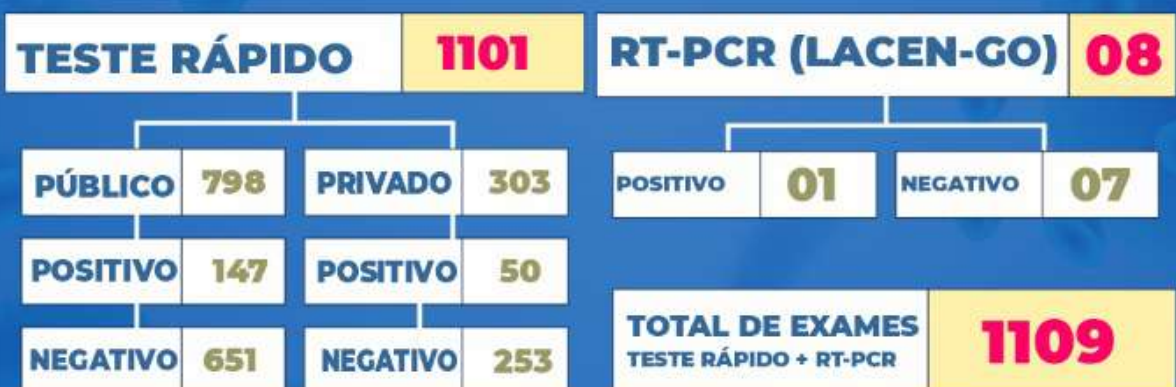 TESTE RÁPIDO 1101
PÚBLICO 798
POSITIVO 147
NEGATIVO 651
PRIVADO 303
POSITIVO 50
NEGATIVO 253
RT-PCR (LACEN-GO) 08
POSITIVO 01
NEGATIVO 07
TOTAL DE EXAMES
TESTE RÁPIDO + RT-PCR
1109